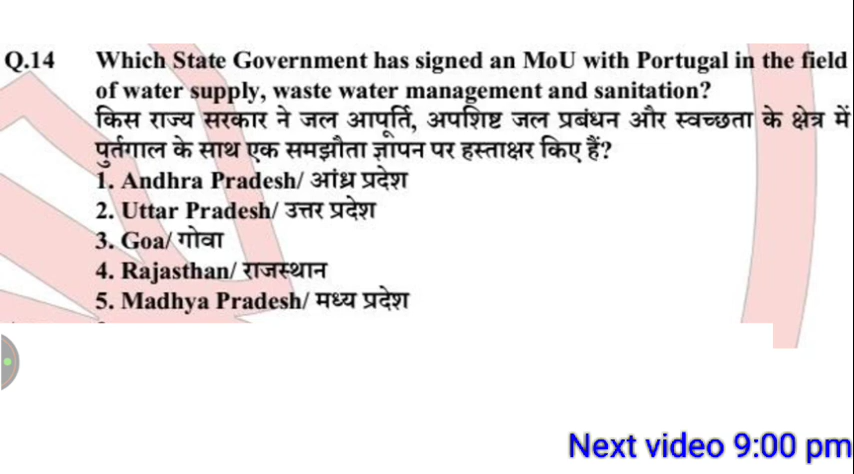 Q.14 Which State Government has signed an MoU with Portugal in the field
of water supply, waste water management and sanitation?
किस राज्य सरकार ने जल आपूर्ति, अपशिष्ट जल प्रबंधन और स्वच्छता के क्षेत्र में
पुर्तगाल के साथ एक समझौता ज्ञापन पर हस्ताक्षर किए हैं?
1. Andhra Pradesh/ आंध्र प्रदेश
2. Uttar Pradesh/ उत्तर प्रदेश
3. Goa/ गोवा
4. Rajasthan/ राजस्थान
5. Madhya Pradesh/ मध्य प्रदेश
Next video 9:00 pm